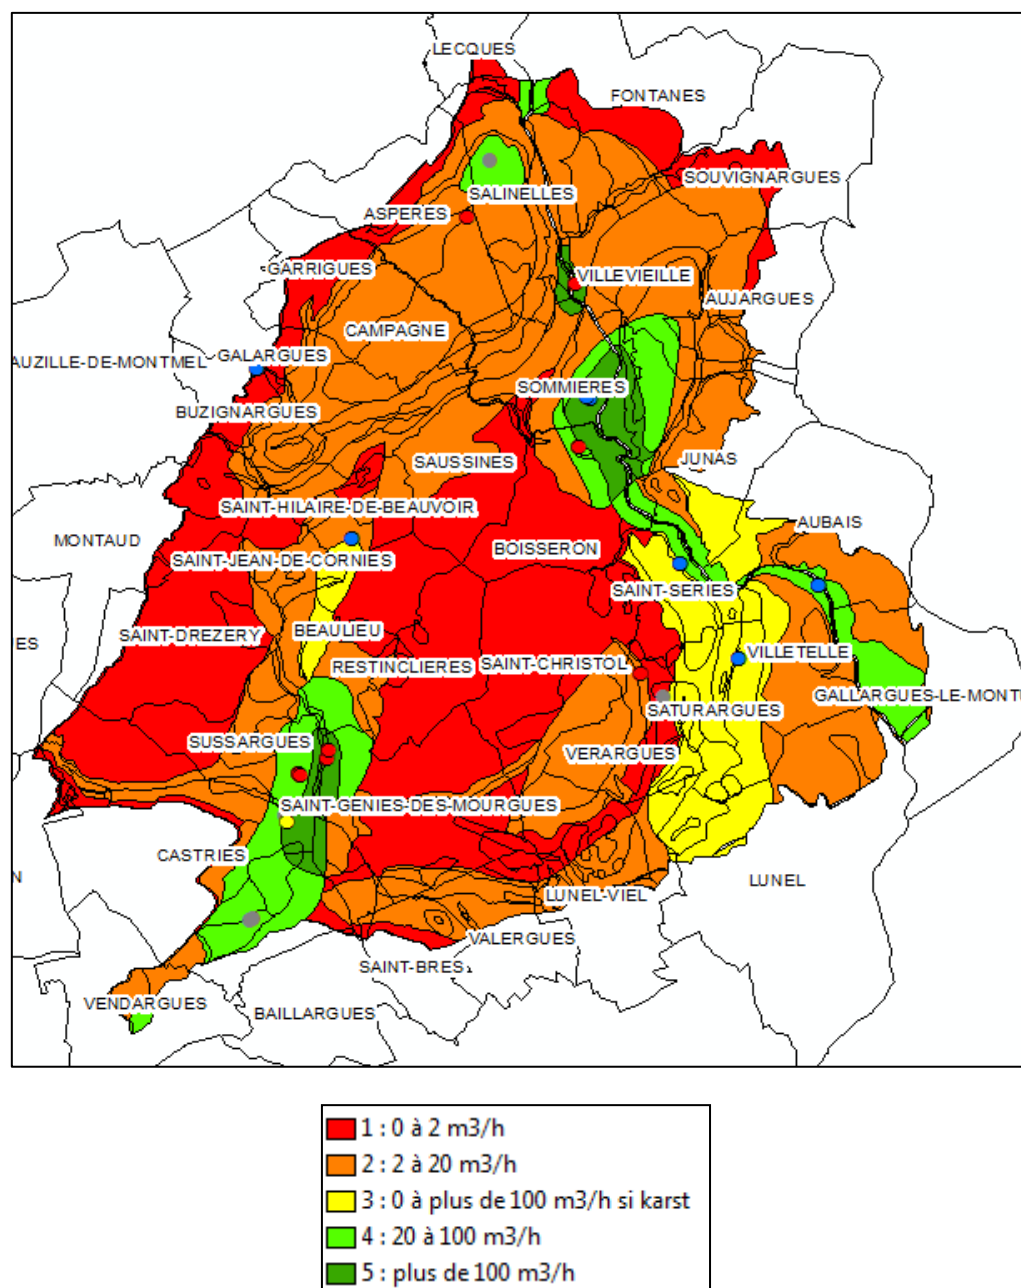 LECQUES
FONTANES
SOUVIGNARGUES
SALINELLES
ASPERES
GARRIGUES
VILLEVIEILLE
AUJARGUES
CAMPAGNE
GALARGUES
AUZILLE-DE-MONTMEL
SOMMIERES
BUZIGNARGUES
SAUSSINES
JUNAS
SAINT-HILAIRE-DE-BEAUVOIR
AUBAIS
MONTAUD
BOISSERON
SAINT-JEAN-DE-CORNIES
SAINT-SERIES
ES
SAINT-DREZERY
BEAULIEU
RESTINCLIERES
SAINT-CHRISTOL
VILLETELLE
GALLARGUES-LE-MONTU
SATURARGUES
SUSSARGUES
VERARGUES
SAINT-GENIES-DES-MOURGUES
CASTRIES
N
LUNEL
LUNEL-VIEL
VALERGUES
SAINT-BRES
VENDARGUES
BAILLARGUES
1 : 0 à 2 m3/h
2 : 2 à 20 m3/h
3 : 0 à plus de 100 m3/h si karst
4 : 20 à 100 m3/h
5 : plus de 100 m3/h